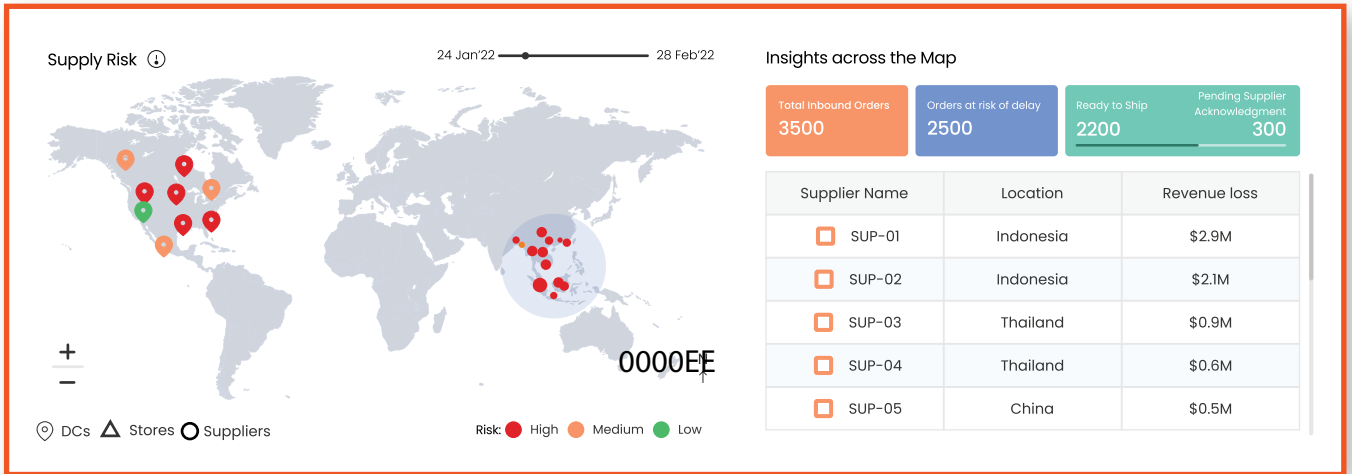 Supply Risk
24 Jan'22
28 Feb'22
0000EE
DCs
Stores
Suppliers
Risk:
High
Medium
Low
Insights across the Map
Total Inbound Orders
3500
Orders at risk of delay
2500
Ready to Ship
2200
Pending Supplier
Acknowledgment
300
Supplier Name Location Revenue loss
SUP-01 Indonesia $2.9M
SUP-02 Indonesia $2.1M
SUP-03 Thailand $0.9M
SUP-04 Thailand $0.6M
SUP-05 China $0.5M